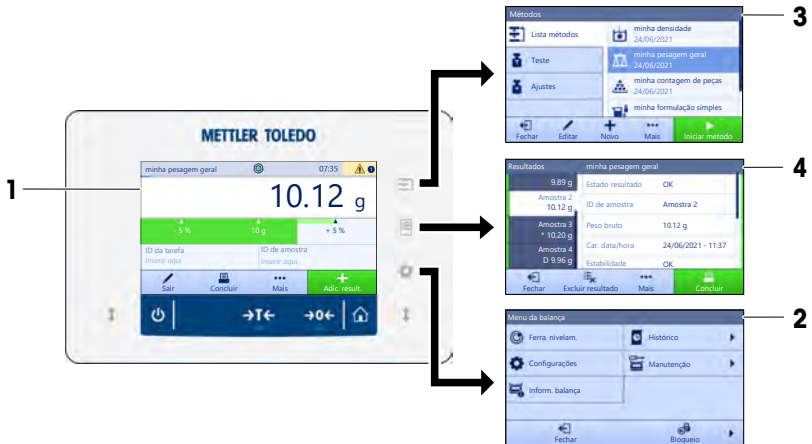 1
METTLER TOLEDO
minha pesagem geral 07:35
10.12 g
- 5 % 10 g + 5 %
ID da tarefa ID de amostra
Inserir aqui Inserir aqui
Sair Concluir Mais Adic. result.
→T← →0←
3
Métodos
Lista métodos
Teste
Ajustes
minha densidade
24/06/2021
minha pesagem geral
24/06/2021
minha contagem de peças
24/06/2021
minha formulação simples
Fechar Editar Novo Mais Iniciar método
4
Resultados minha pesagem geral
9.89 g
Amostra 2
10.12 g
Amostra 3
* 10.20 g
Amostra 4
D 9.96 g
Estado resultado OK
ID de amostra Amostra 2
Peso bruto 10.12 g
Car. data/hora 24/06/2021 - 11:37
Estabilidade OK
Fechar Excluir resultado Mais Concluir
2
Menu da balança
Ferra. nivelam. Histórico
Configurações Manutenção
Inform. balança
Fechar Bloqueio